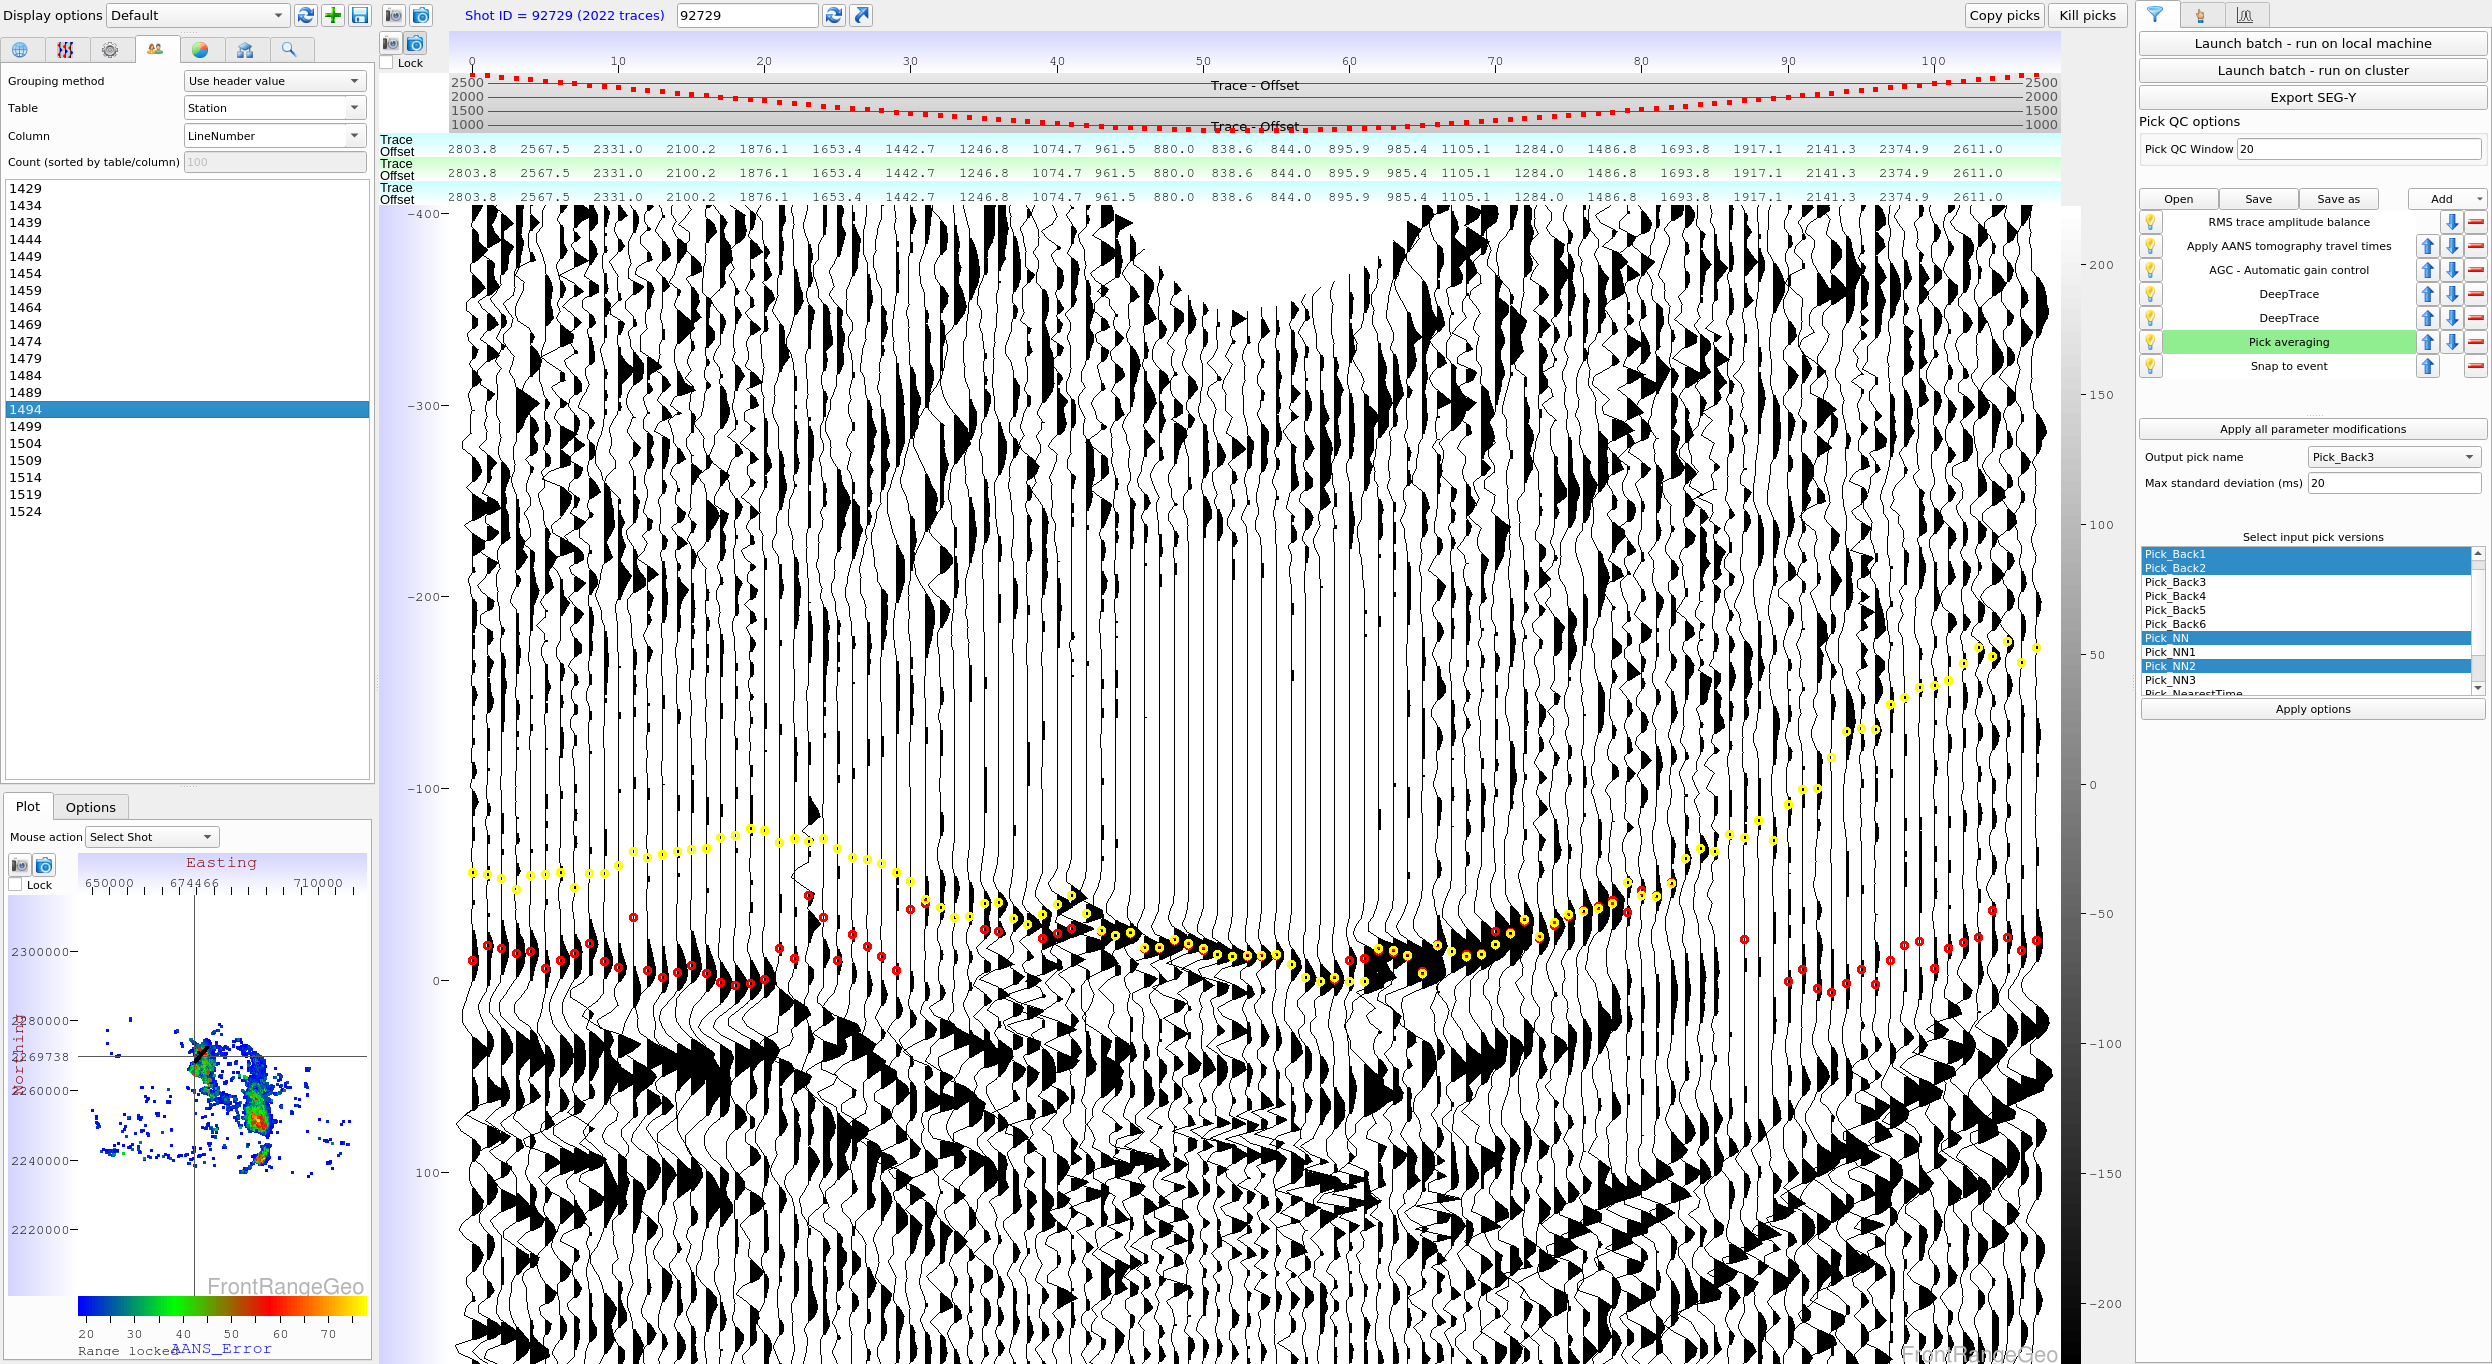 Display options Default
Shot ID = 92729 (2022 traces) 92729
Copy picks Kill picks
Lock
Grouping method Use header value
Table Station
Column LineNumber
Count (sorted by table/column) 100
1429
1434
1439
1444
1449
1454
1459
1464
1469
1474
1479
1484
1489
1494
1499
1504
1509
1514
1519
1524
Plot Options
Mouse action Select Shot
Lock
Easting
650000 674466 710000
Northing
2300000
2280000
2269738
2260000
2240000
2220000
FrontRangeGeo
20 30 40 50 60 70
Range locked AANS_Error
0 10 20 30 40 50 60 70 80 90 100
Trace - Offset
2500 2500
2000 2000
1500 1500
1000 1000
Trace - Offset
Trace
Offset 2803.8 2567.5 2331.0 2100.2 1876.1 1653.4 1442.7 1246.8 1074.7 961.5 880.0 838.6 844.0 895.9 985.4 1105.1 1284.0 1486.8 1693.8 1917.1 2141.3 2374.9 2611.0
Trace
Offset 2803.8 2567.5 2331.0 2100.2 1876.1 1653.4 1442.7 1246.8 1074.7 961.5 880.0 838.6 844.0 895.9 985.4 1105.1 1284.0 1486.8 1693.8 1917.1 2141.3 2374.9 2611.0
Trace
Offset 2803.8 2567.5 2331.0 2100.2 1876.1 1653.4 1442.7 1246.8 1074.7 961.5 880.0 838.6 844.0 895.9 985.4 1105.1 1284.0 1486.8 1693.8 1917.1 2141.3 2374.9 2611.0
-400
-300
-200
-100
0
100
FrontRangeGeo
200
150
100
50
0
-50
-100
-150
-200
Launch batch - run on local machine
Launch batch - run on cluster
Export SEG-Y
Pick QC options
Pick QC Window 20
Open Save Save as Add
RMS trace amplitude balance
Apply AANS tomography travel times
AGC - Automatic gain control
DeepTrace
DeepTrace
Pick averaging
Snap to event
Apply all parameter modifications
Output pick name Pick_Back3
Max standard deviation (ms) 20
Select input pick versions
Pick_Back1
Pick_Back2
Pick_Back3
Pick_Back4
Pick_Back5
Pick_Back6
Pick_NN
Pick_NN1
Pick_NN2
Pick_NN3
Pick_NearestTime
Apply options